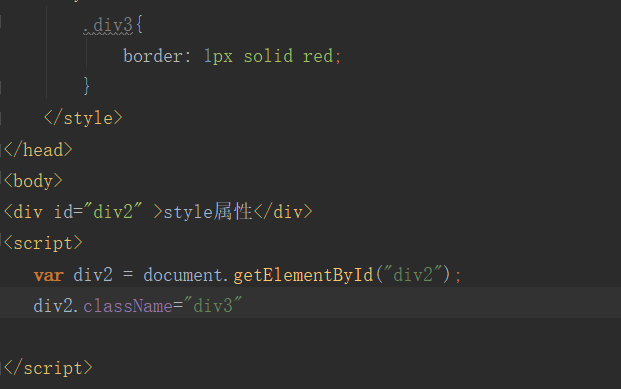 .div3{
border: 1px solid red;
}
</style>
</head>
<body>
<div id="div2" >style属性</div>
<script>
var div2 = document.getElementById("div2");
div2.className="div3"
</script>